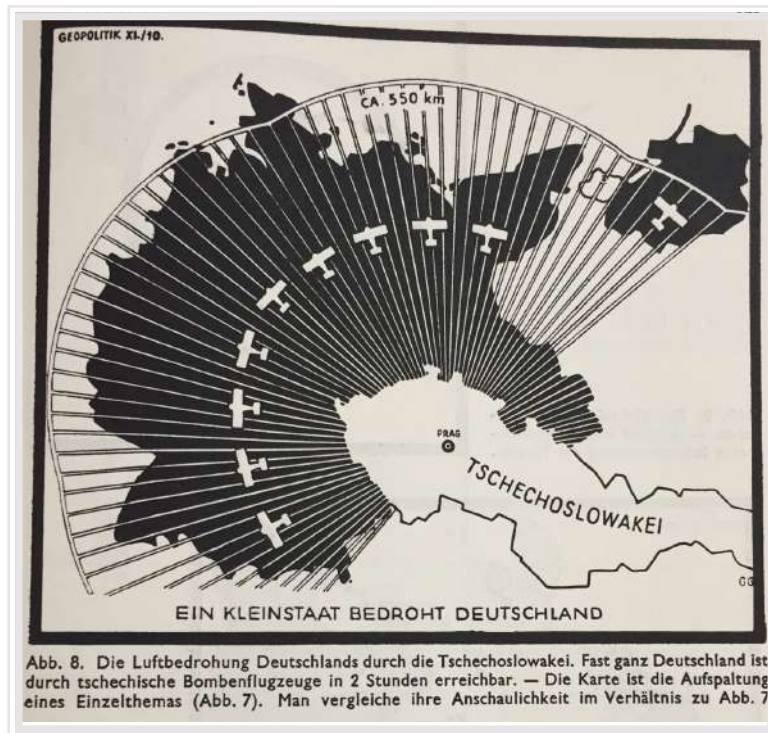 GEOPOLITIK XI./10.
CA. 550 km
PRAG
TSCHECHOSLOWAKEI
EIN KLEINSTAAT BEDROHT DEUTSCHLAND
Abb. 8. Die Luftbedrohung Deutschlands durch die Tschechoslowakei. Fast ganz Deutschland ist
durch tschechische Bombenflugzeuge in 2 Stunden erreichbar. — Die Karte ist die Aufspaltung
eines Einzelthemas (Abb. 7). Man vergleiche ihre Anschaulichkeit im Verhältnis zu Abb. 7